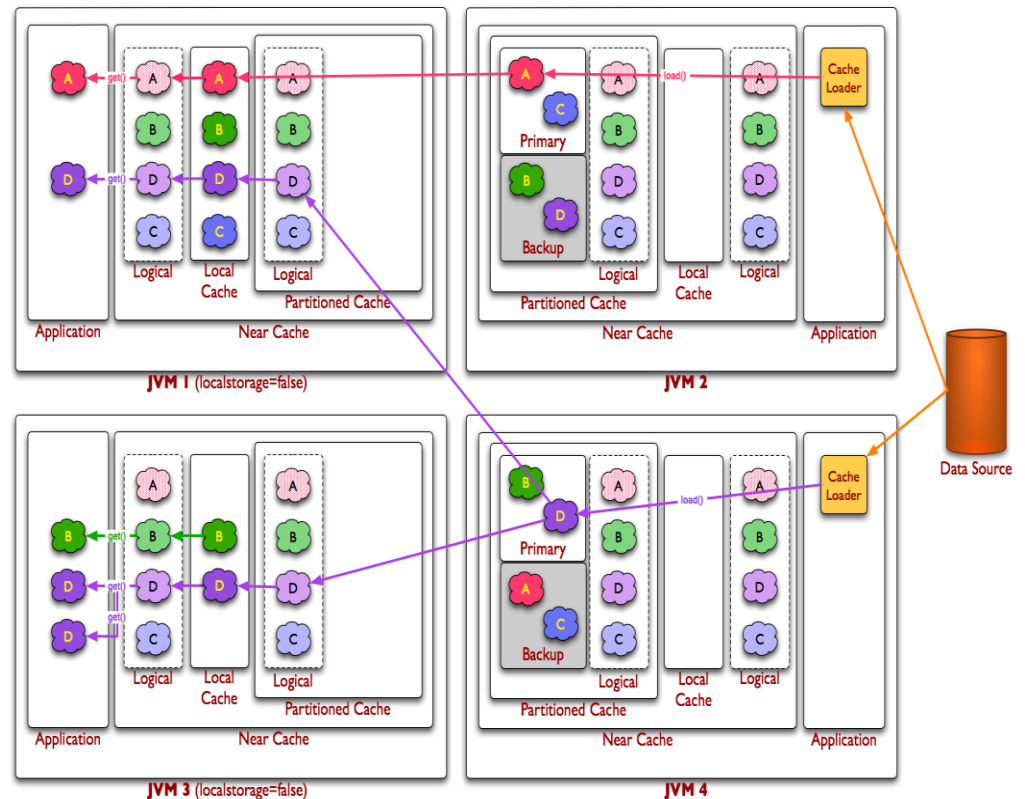 A get() A A A A load() A A Cache
Loader
B B B C B B
Primary
D get() D D D B D D D
C C C Backup C C
Logical Local
Cache Logical Logical Local
Cache Logical
Partitioned Cache Partitioned Cache
Application Near Cache Near Cache Application
JVM 1 (localstorage=false) JVM 2
Data Source
A A B A load() A Cache
Loader
B get() B B B D B B
Primary
D get() D D D A D D
get()
D C C C C C
Backup
Logical Local
Cache Logical Logical Local
Cache Logical
Partitioned Cache Partitioned Cache
Application Near Cache Near Cache Application
JVM 3 (localstorage=false) JVM 4